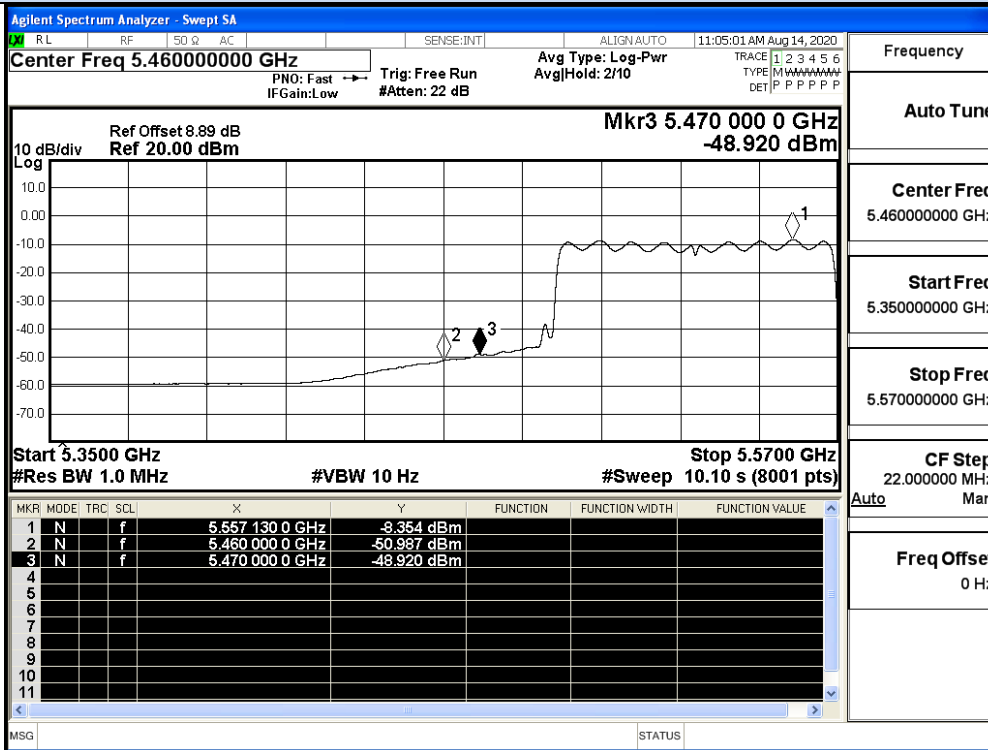 Agilent Spectrum Analyzer - Swept SA
LXI RL RF 50 Ω AC SENSE:INT ALIGN AUTO 11:05:01 AM Aug 14, 2020
Center Freq 5.460000000 GHz
PNO: Fast
IFGain:Low
Trig: Free Run
#Atten: 22 dB
Avg Type: Log-Pwr
Avg|Hold: 2/10
TRACE 1 2 3 4 5 6
TYPE M W W W W W
DET P P P P P P
Ref Offset 8.89 dB
10 dB/div Ref 20.00 dBm
Log
Mkr3 5.470 000 0 GHz
-48.920 dBm
10.0
0.00
-10.0
-20.0
-30.0
-40.0
-50.0
-60.0
-70.0
1
2
3
Start 5.3500 GHz Stop 5.5700 GHz
#Res BW 1.0 MHz #VBW 10 Hz #Sweep 10.10 s (8001 pts)
MKR MODE TRC SCL X Y FUNCTION FUNCTION WIDTH FUNCTION VALUE
1 N f 5.557 130 0 GHz -8.354 dBm
2 N f 5.460 000 0 GHz -50.987 dBm
3 N f 5.470 000 0 GHz -48.920 dBm
4
5
6
7
8
9
10
11
MSG STATUS
Frequency
Auto Tune
Center Freq
5.460000000 GHz
Start Freq
5.350000000 GHz
Stop Freq
5.570000000 GHz
CF Step
22.000000 MHz
Auto Man
Freq Offset
0 Hz